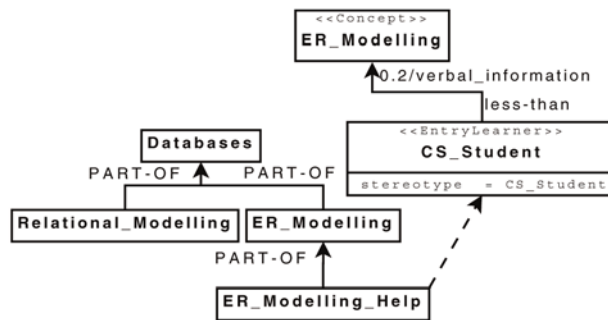 <<Concept>>
ER_Modelling
0.2/verbal_information
less-than
<<EntryLearner>>
CS_Student
stereotype = CS_Student
Databases
PART-OF PART-OF
Relational_Modelling ER_Modelling
PART-OF
ER_Modelling_Help